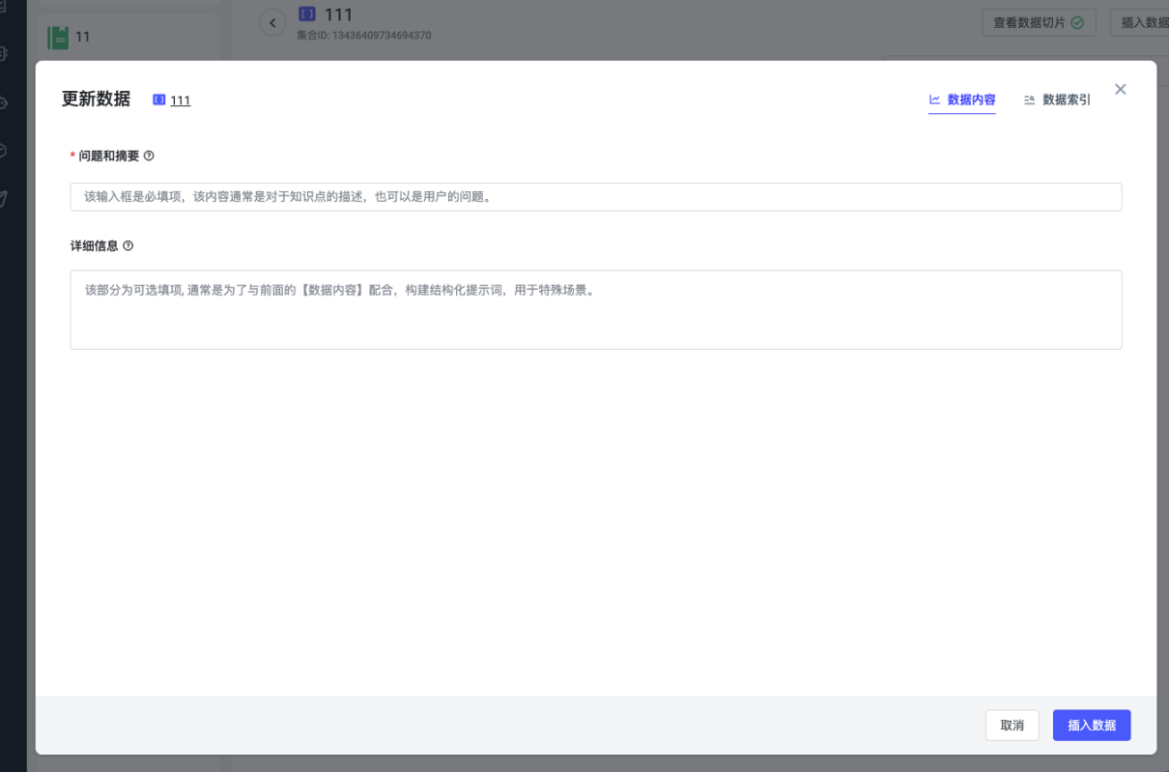 11
111
集合ID: 13436409734694370
查看数据切片
插入数据
更新数据
111
数据内容
数据索引
* 问题和摘要
该输入框是必填项，该内容通常是对于知识点的描述，也可以是用户的问题。
详细信息
该部分为可选填项, 通常是为了与前面的【数据内容】配合，构建结构化提示词，用于特殊场景。
取消
插入数据